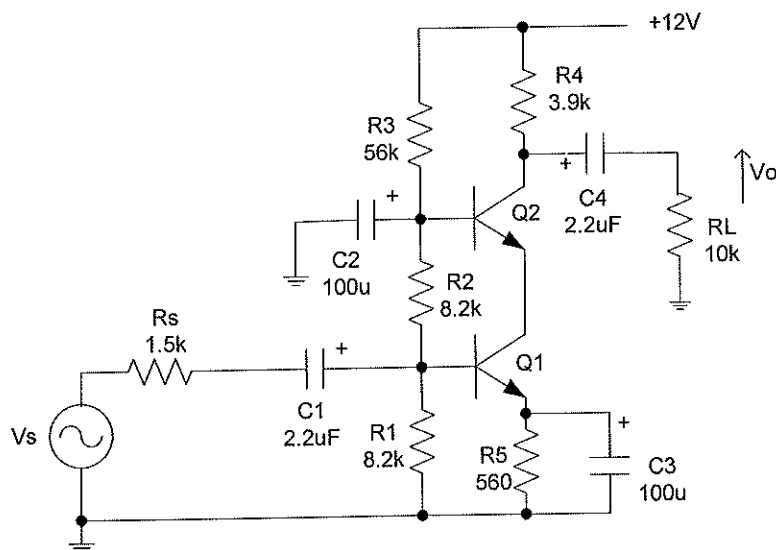 +12V
R4
3.9k
R3
56k
+
+
Vo
C4
2.2uF
Q2
RL
10k
C2
100u
R2
8.2k
Rs
1.5k
+
Q1
C1
2.2uF
Vs
R1
8.2k
R5
560
+
C3
100u